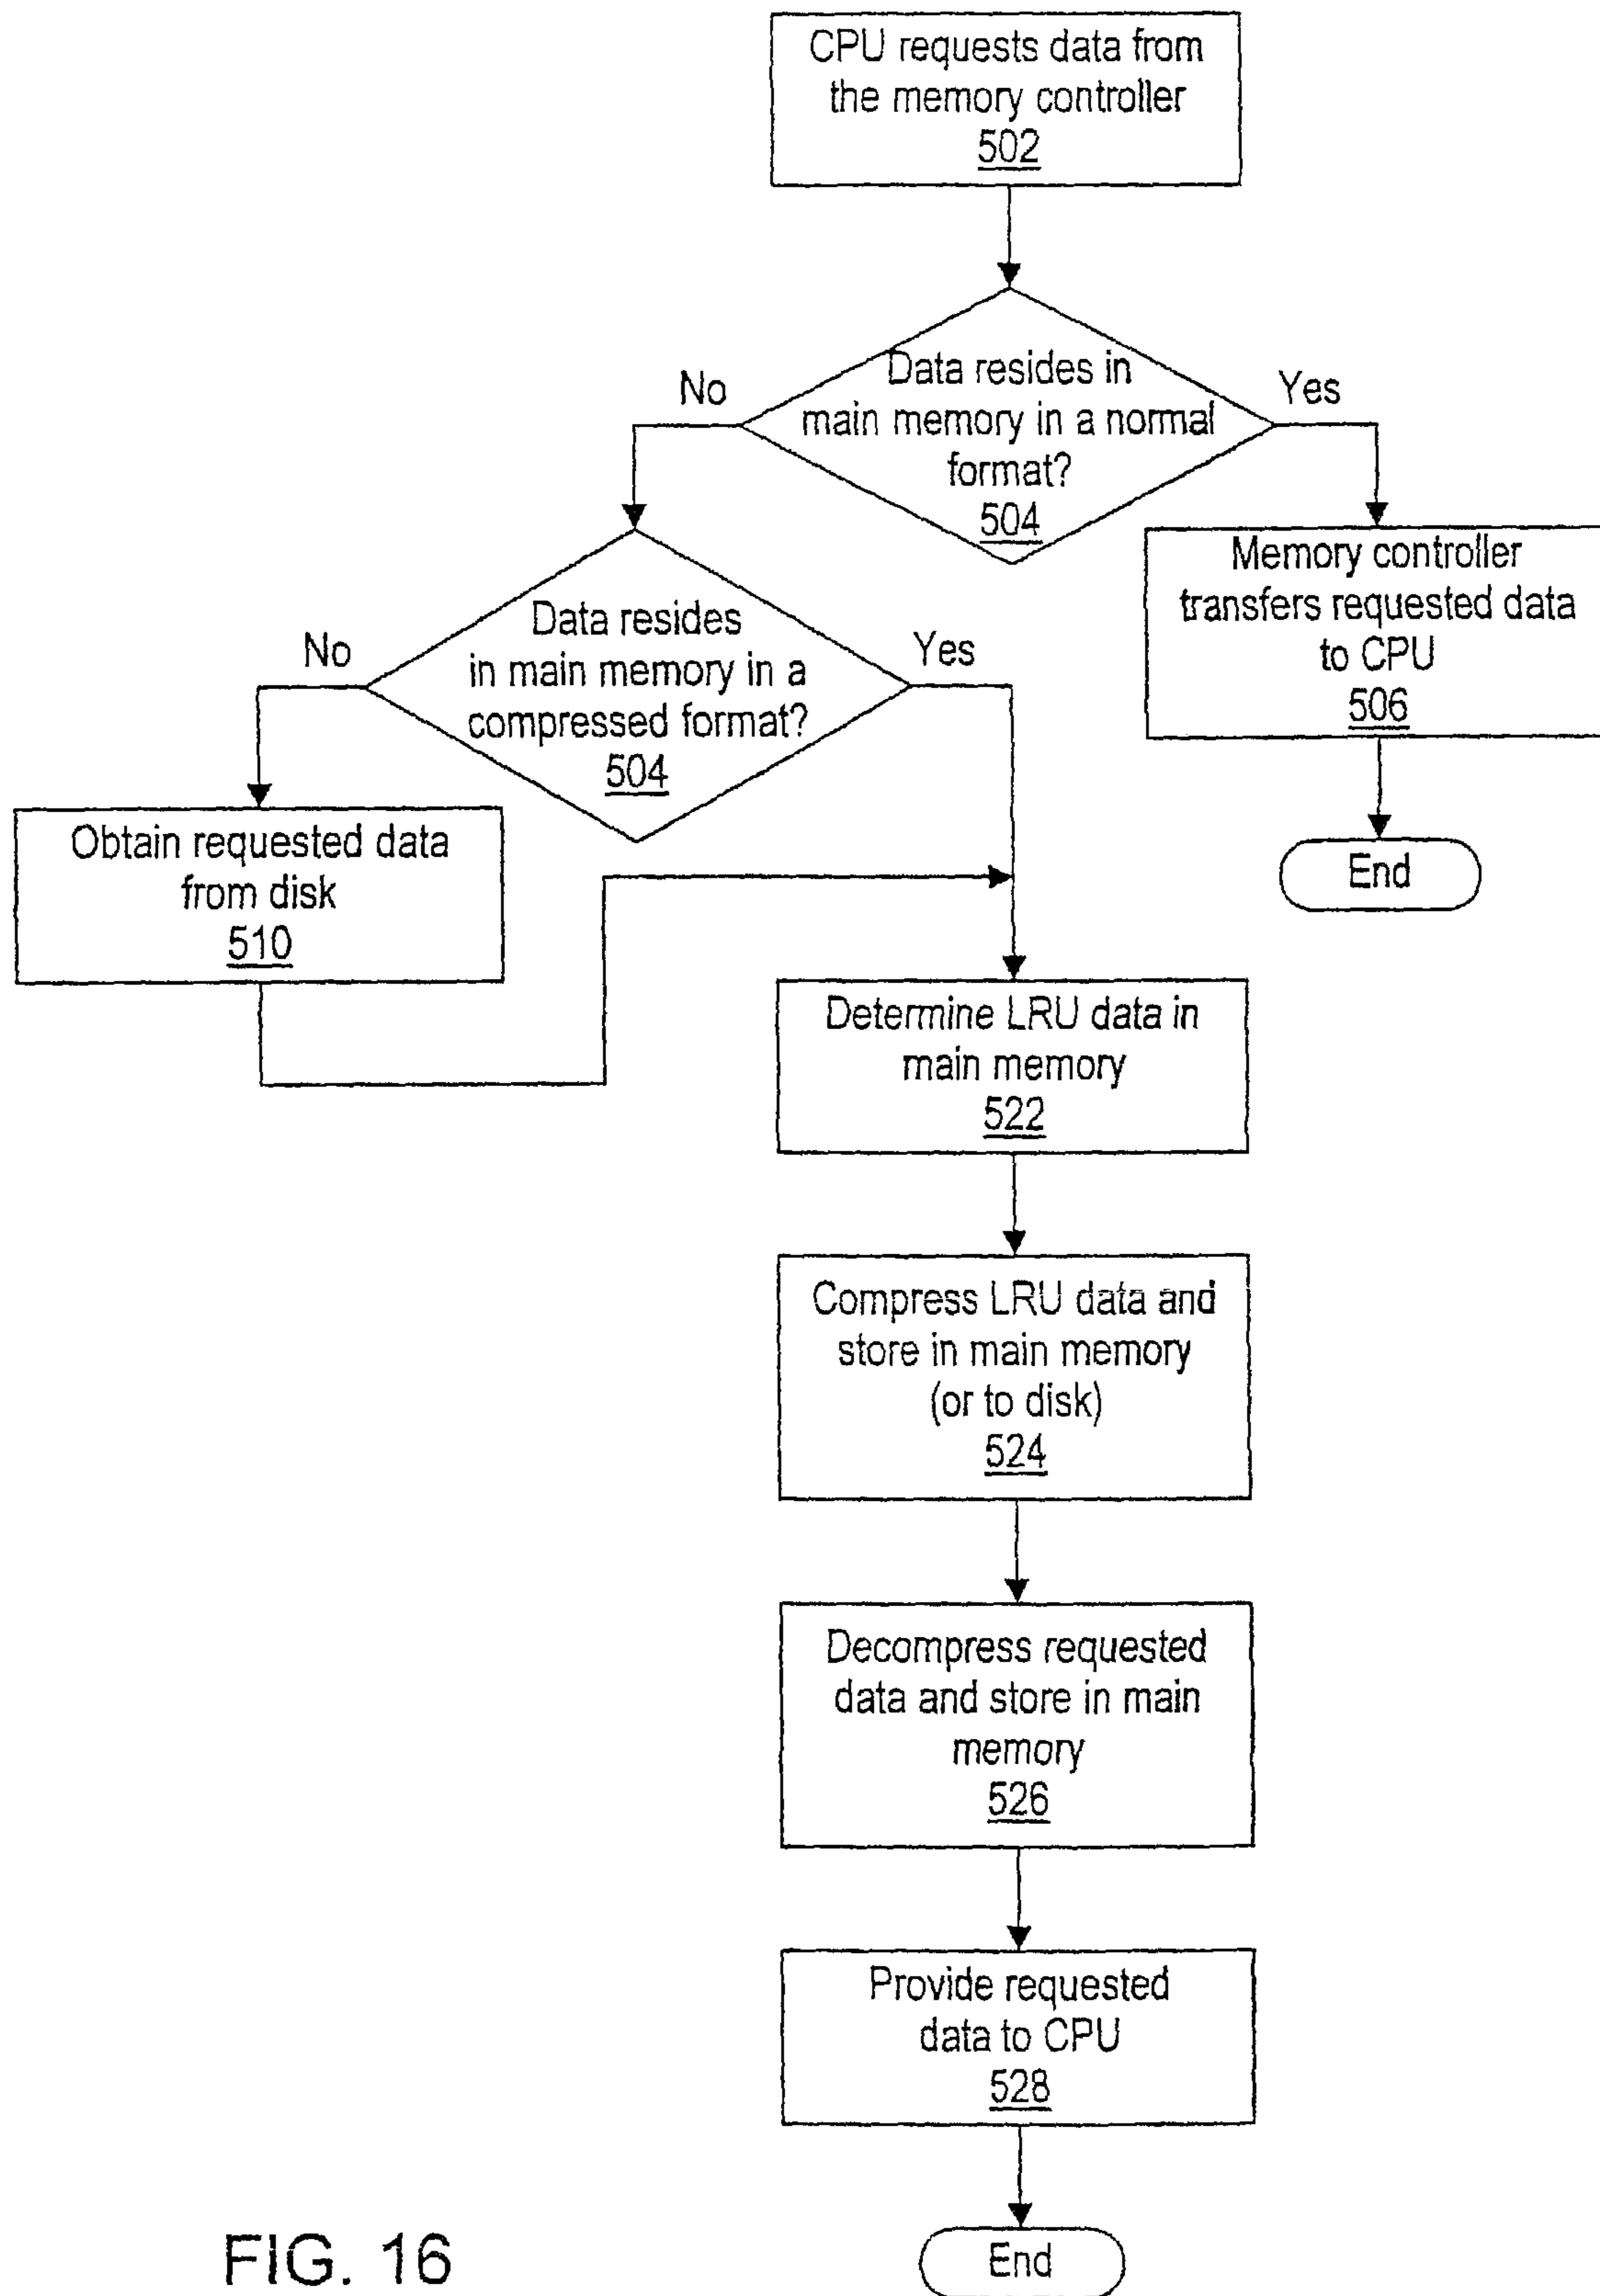 CPU requests data from
the memory controller
502
Data resides in
main memory in a normal
format?
504
No
Yes
Memory controller
transfers requested data
to CPU
506
End
Data resides
in main memory in a
compressed format?
504
No
Yes
Obtain requested data
from disk
510
Determine LRU data in
main memory
522
Compress LRU data and
store in main memory
(or to disk)
524
Decompress requested
data and store in main
memory
526
Provide requested
data to CPU
528
End
FIG. 16